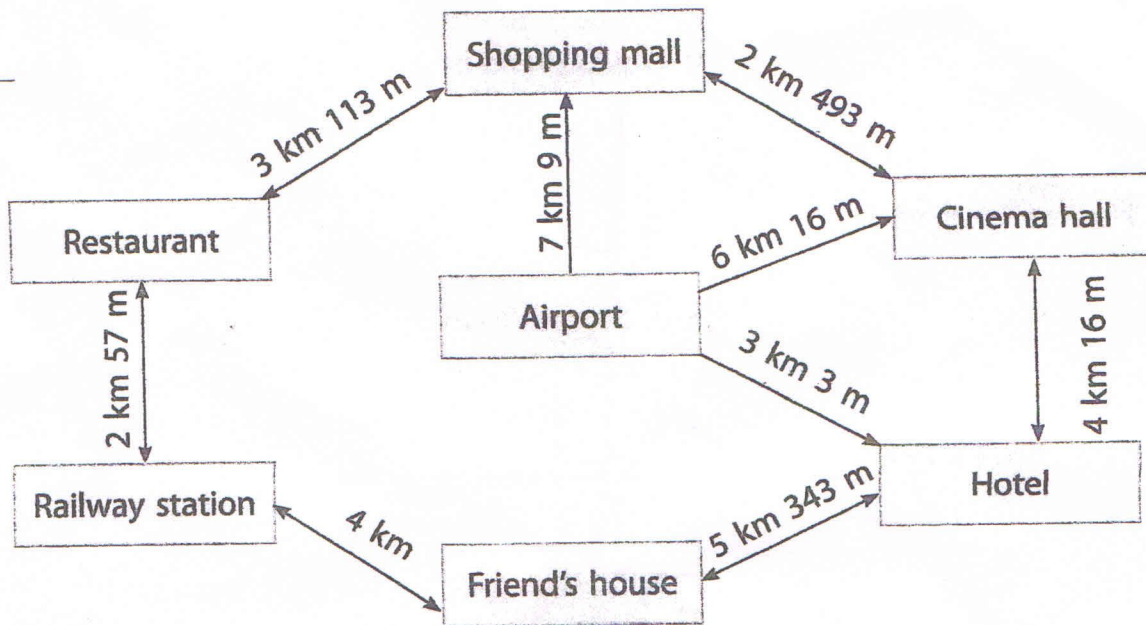 Shopping mall
2 km 493 m
3 km 113 m
7 km 9 m
Cinema hall
6 km 16 m
Restaurant
Airport
4 km 16 m
3 km 3 m
2 km 57 m
Hotel
Railway station
5 km 343 m
4 km
Friend's house